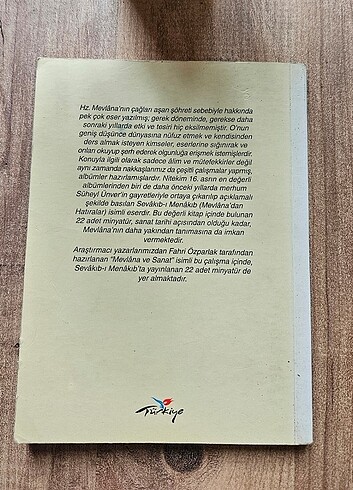 Hz. Mevlâna'nın çağları aşan şöhreti sebebiyle hakkında
pek çok eser yazılmış; gerek döneminde, gerekse daha
sonraki yıllarda etki ve tesiri hiç eksilmemiştir. O'nun
geniş düşünce dünyasına nüfuz etmek ve kendisinden
ders almak isteyen kimseler, eserlerine sığınarak ve
onları okuyup şerh ederek olgunluğa erişmek istemişlerdir.
Konuyla ilgili olarak sadece âlim ve mütefekkirler değil
aynı zamanda nakkaşlarımız da çeşitli çalışmalar yapmış,
albümler hazırlamışlardır. Nitekim 16. asrın en değerli
albümlerinden biri de daha önceki yıllarda merhum
Süheyl Ünver'in gayretleriyle ortaya çıkarılıp açıklamalı
şekilde basılan Sevâkıb-ı Menâkıb (Mevlâna'dan
Hatıralar) isimli eserdir. Bu değerli kitap içinde bulunan
22 adet minyatür, sanat tarihi açısından olduğu kadar,
Mevlâna'nın daha yakından tanımasına da imkan
vermektedir.
Araştırmacı yazarlarımızdan Fahri Özparlak tarafından
hazırlanan "Mevlâna ve Sanat" isimli bu çalışma içinde,
Sevâkıb-ı Menâkıb'ta yayınlanan 22 adet minyatür de
yer almaktadır.
Türkiye